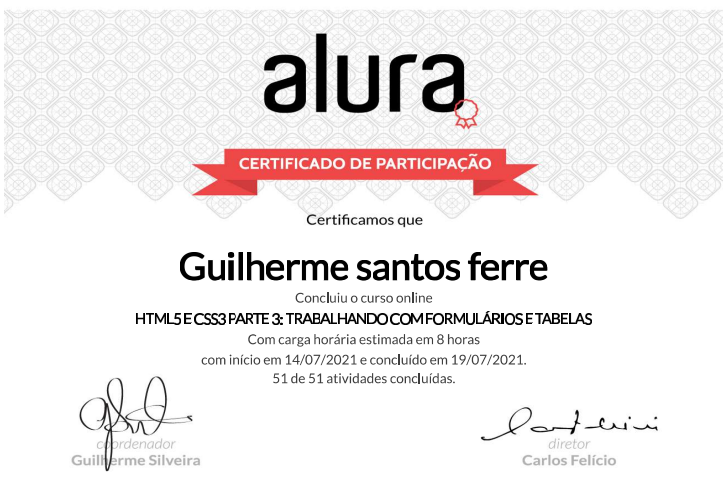 alura
CERTIFICADO DE PARTICIPAÇÃO
Certificamos que
Guilherme santos ferre
Concluiu o curso online
HTML5 E CSS3 PARTE 3: TRABALHANDO COM FORMULÁRIOS E TABELAS
Com carga horária estimada em 8 horas
com início em 14/07/2021 e concluído em 19/07/2021.
51 de 51 atividades concluídas.
coordenador
Guilherme Silveira
diretor
Carlos Felício